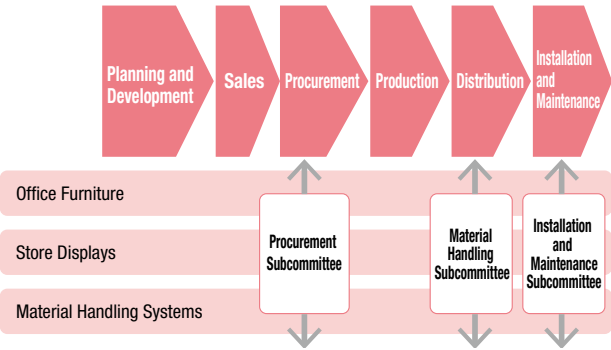 Planning and
Development
Sales
Procurement
Production
Distribution
Installation
and
Maintenance
Office Furniture
Store Displays
Material Handling Systems
Procurement
Subcommittee
Material
Handling
Subcommittee
Installation
and
Maintenance
Subcommittee